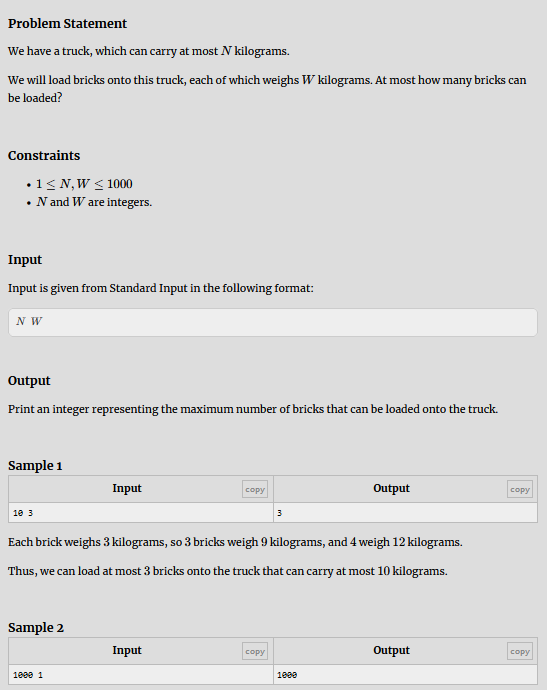 Problem Statement
We have a truck, which can carry at most N kilograms.
We will load bricks onto this truck, each of which weighs W kilograms. At most how many bricks can
be loaded?
Constraints
• 1 ≤ N, W ≤ 1000
• N and W are integers.
Input
Input is given from Standard Input in the following format:
N W
Output
Print an integer representing the maximum number of bricks that can be loaded onto the truck.
Sample 1
Input copy Output copy
10 3 3
Each brick weighs 3 kilograms, so 3 bricks weigh 9 kilograms, and 4 weigh 12 kilograms.
Thus, we can load at most 3 bricks onto the truck that can carry at most 10 kilograms.
Sample 2
Input copy Output copy
1000 1 1000